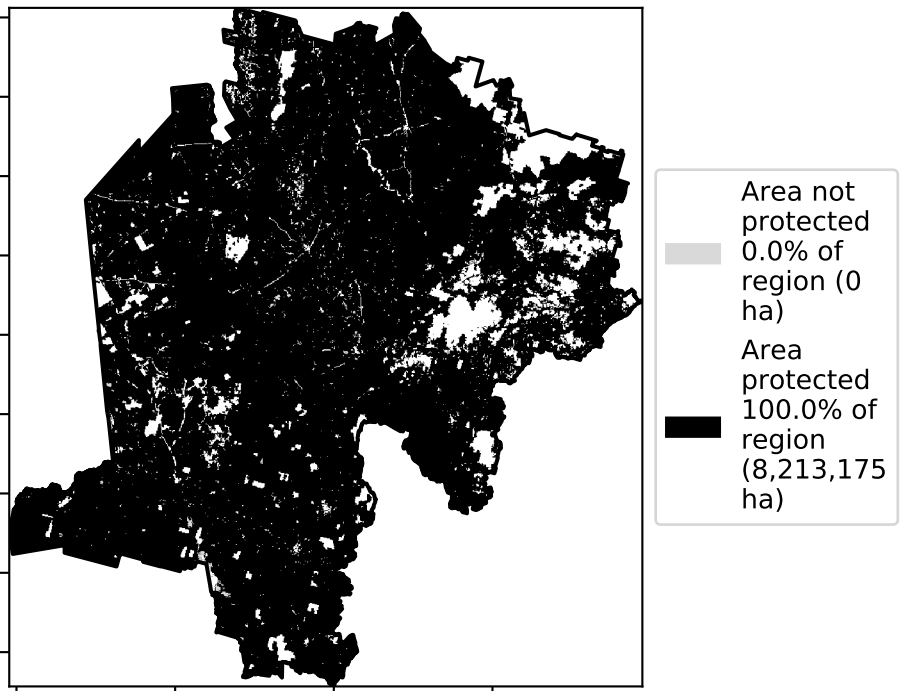 Area not
protected
0.0% of
region (0
ha)
Area
protected
100.0% of
region
(8,213,175
ha)